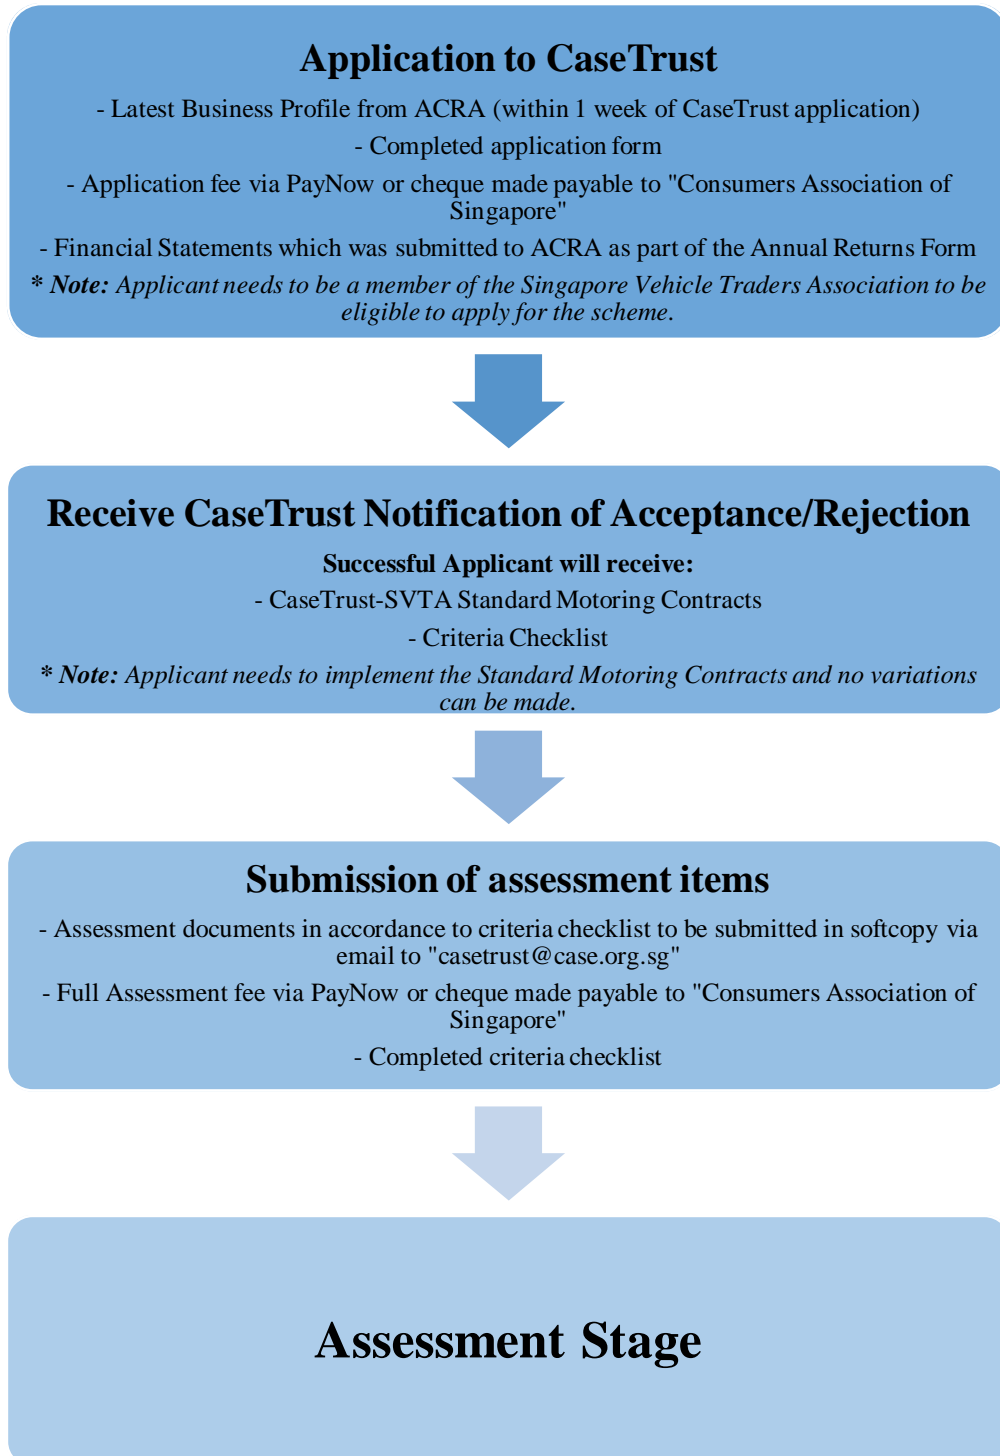 Application to CaseTrust
- Latest Business Profile from ACRA (within 1 week of CaseTrust application)
- Completed application form
- Application fee via PayNow or cheque made payable to "Consumers Association of
Singapore"
- Financial Statements which was submitted to ACRA as part of the Annual Returns Form
* Note: Applicant needs to be a member of the Singapore Vehicle Traders Association to be
eligible to apply for the scheme.
Receive CaseTrust Notification of Acceptance/Rejection
Successful Applicant will receive:
- CaseTrust-SVTA Standard Motoring Contracts
- Criteria Checklist
* Note: Applicant needs to implement the Standard Motoring Contracts and no variations
can be made.
Submission of assessment items
- Assessment documents in accordance to criteria checklist to be submitted in softcopy via
email to "casetrust@case.org.sg"
- Full Assessment fee via PayNow or cheque made payable to "Consumers Association of
Singapore"
- Completed criteria checklist
Assessment Stage